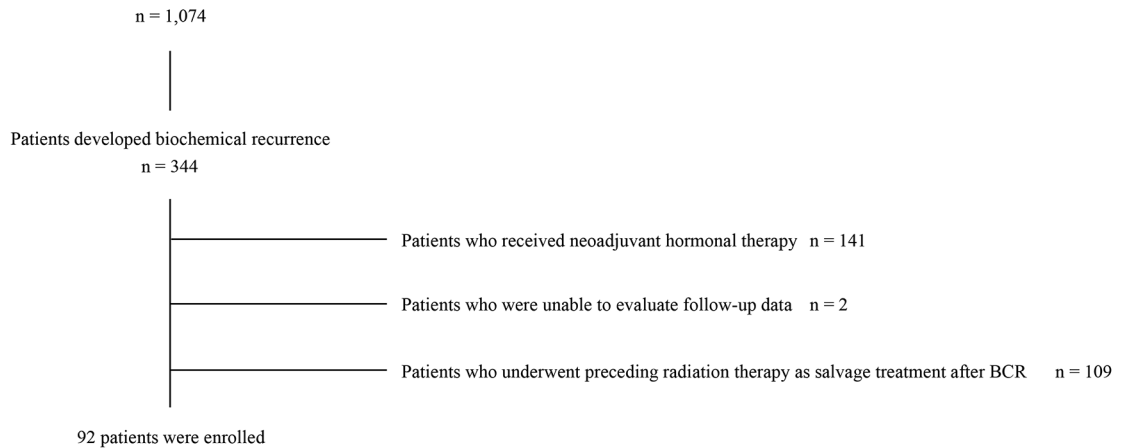 n = 1,074
Patients developed biochemical recurrence
n = 344
Patients who received neoadjuvant hormonal therapy n = 141
Patients who were unable to evaluate follow-up data n = 2
Patients who underwent preceding radiation therapy as salvage treatment after BCR n = 109
92 patients were enrolled